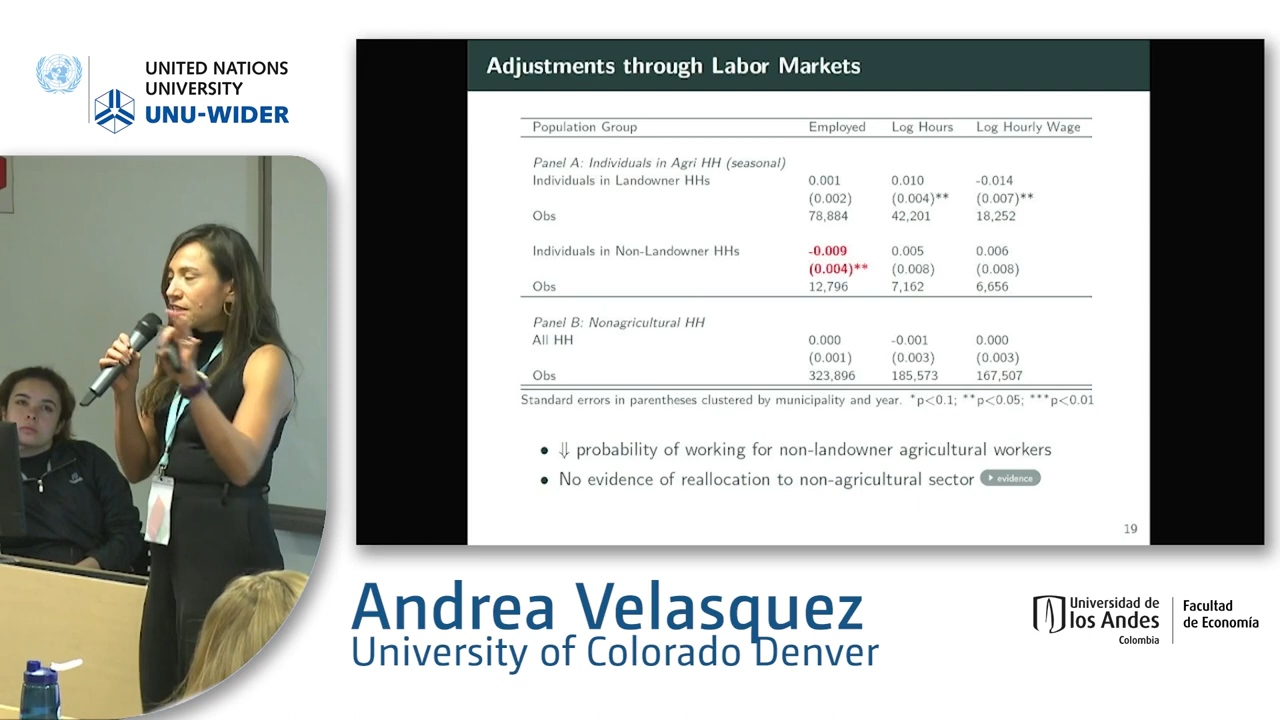 UNITED NATIONS
UNIVERSITY
UNU-WIDER
Adjustments through Labor Markets
Population Group Employed Log Hours Log Hourly Wage
Panel A: Individuals in Agri HH (seasonal)
Individuals in Landowner HHs 0.001 0.010 -0.014
(0.002) (0.004)** (0.007)**
Obs 78,884 42,201 18,252
Individuals in Non-Landowner HHs -0.009 0.005 0.006
(0.004)** (0.008) (0.008)
Obs 12,796 7,162 6,656
Panel B: Nonagricultural HH
All HH 0.000 -0.001 0.000
(0.001) (0.003) (0.003)
Obs 323,896 185,573 167,507
Standard errors in parentheses clustered by municipality and year. *p<0.1; **p<0.05; ***p<0.01
• ⇓ probability of working for non-landowner agricultural workers
• No evidence of reallocation to non-agricultural sector evidence
19
Andrea Velasquez
University of Colorado Denver
Universidad de
los Andes
Colombia
Facultad
de Economía